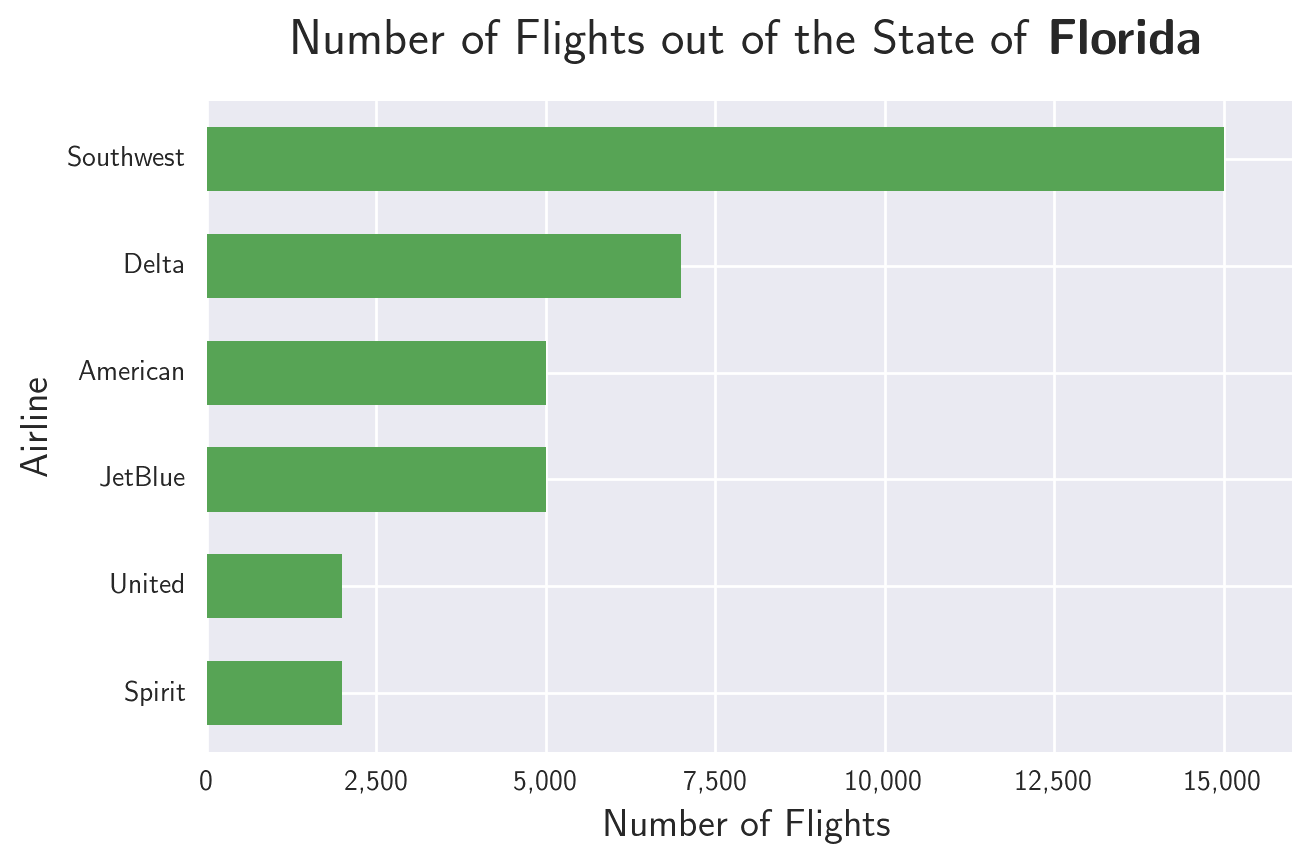 Number of Flights out of the State of Florida
Southwest
Delta
American
JetBlue
United
Spirit
Airline
0 2,500 5,000 7,500 10,000 12,500 15,000
Number of Flights